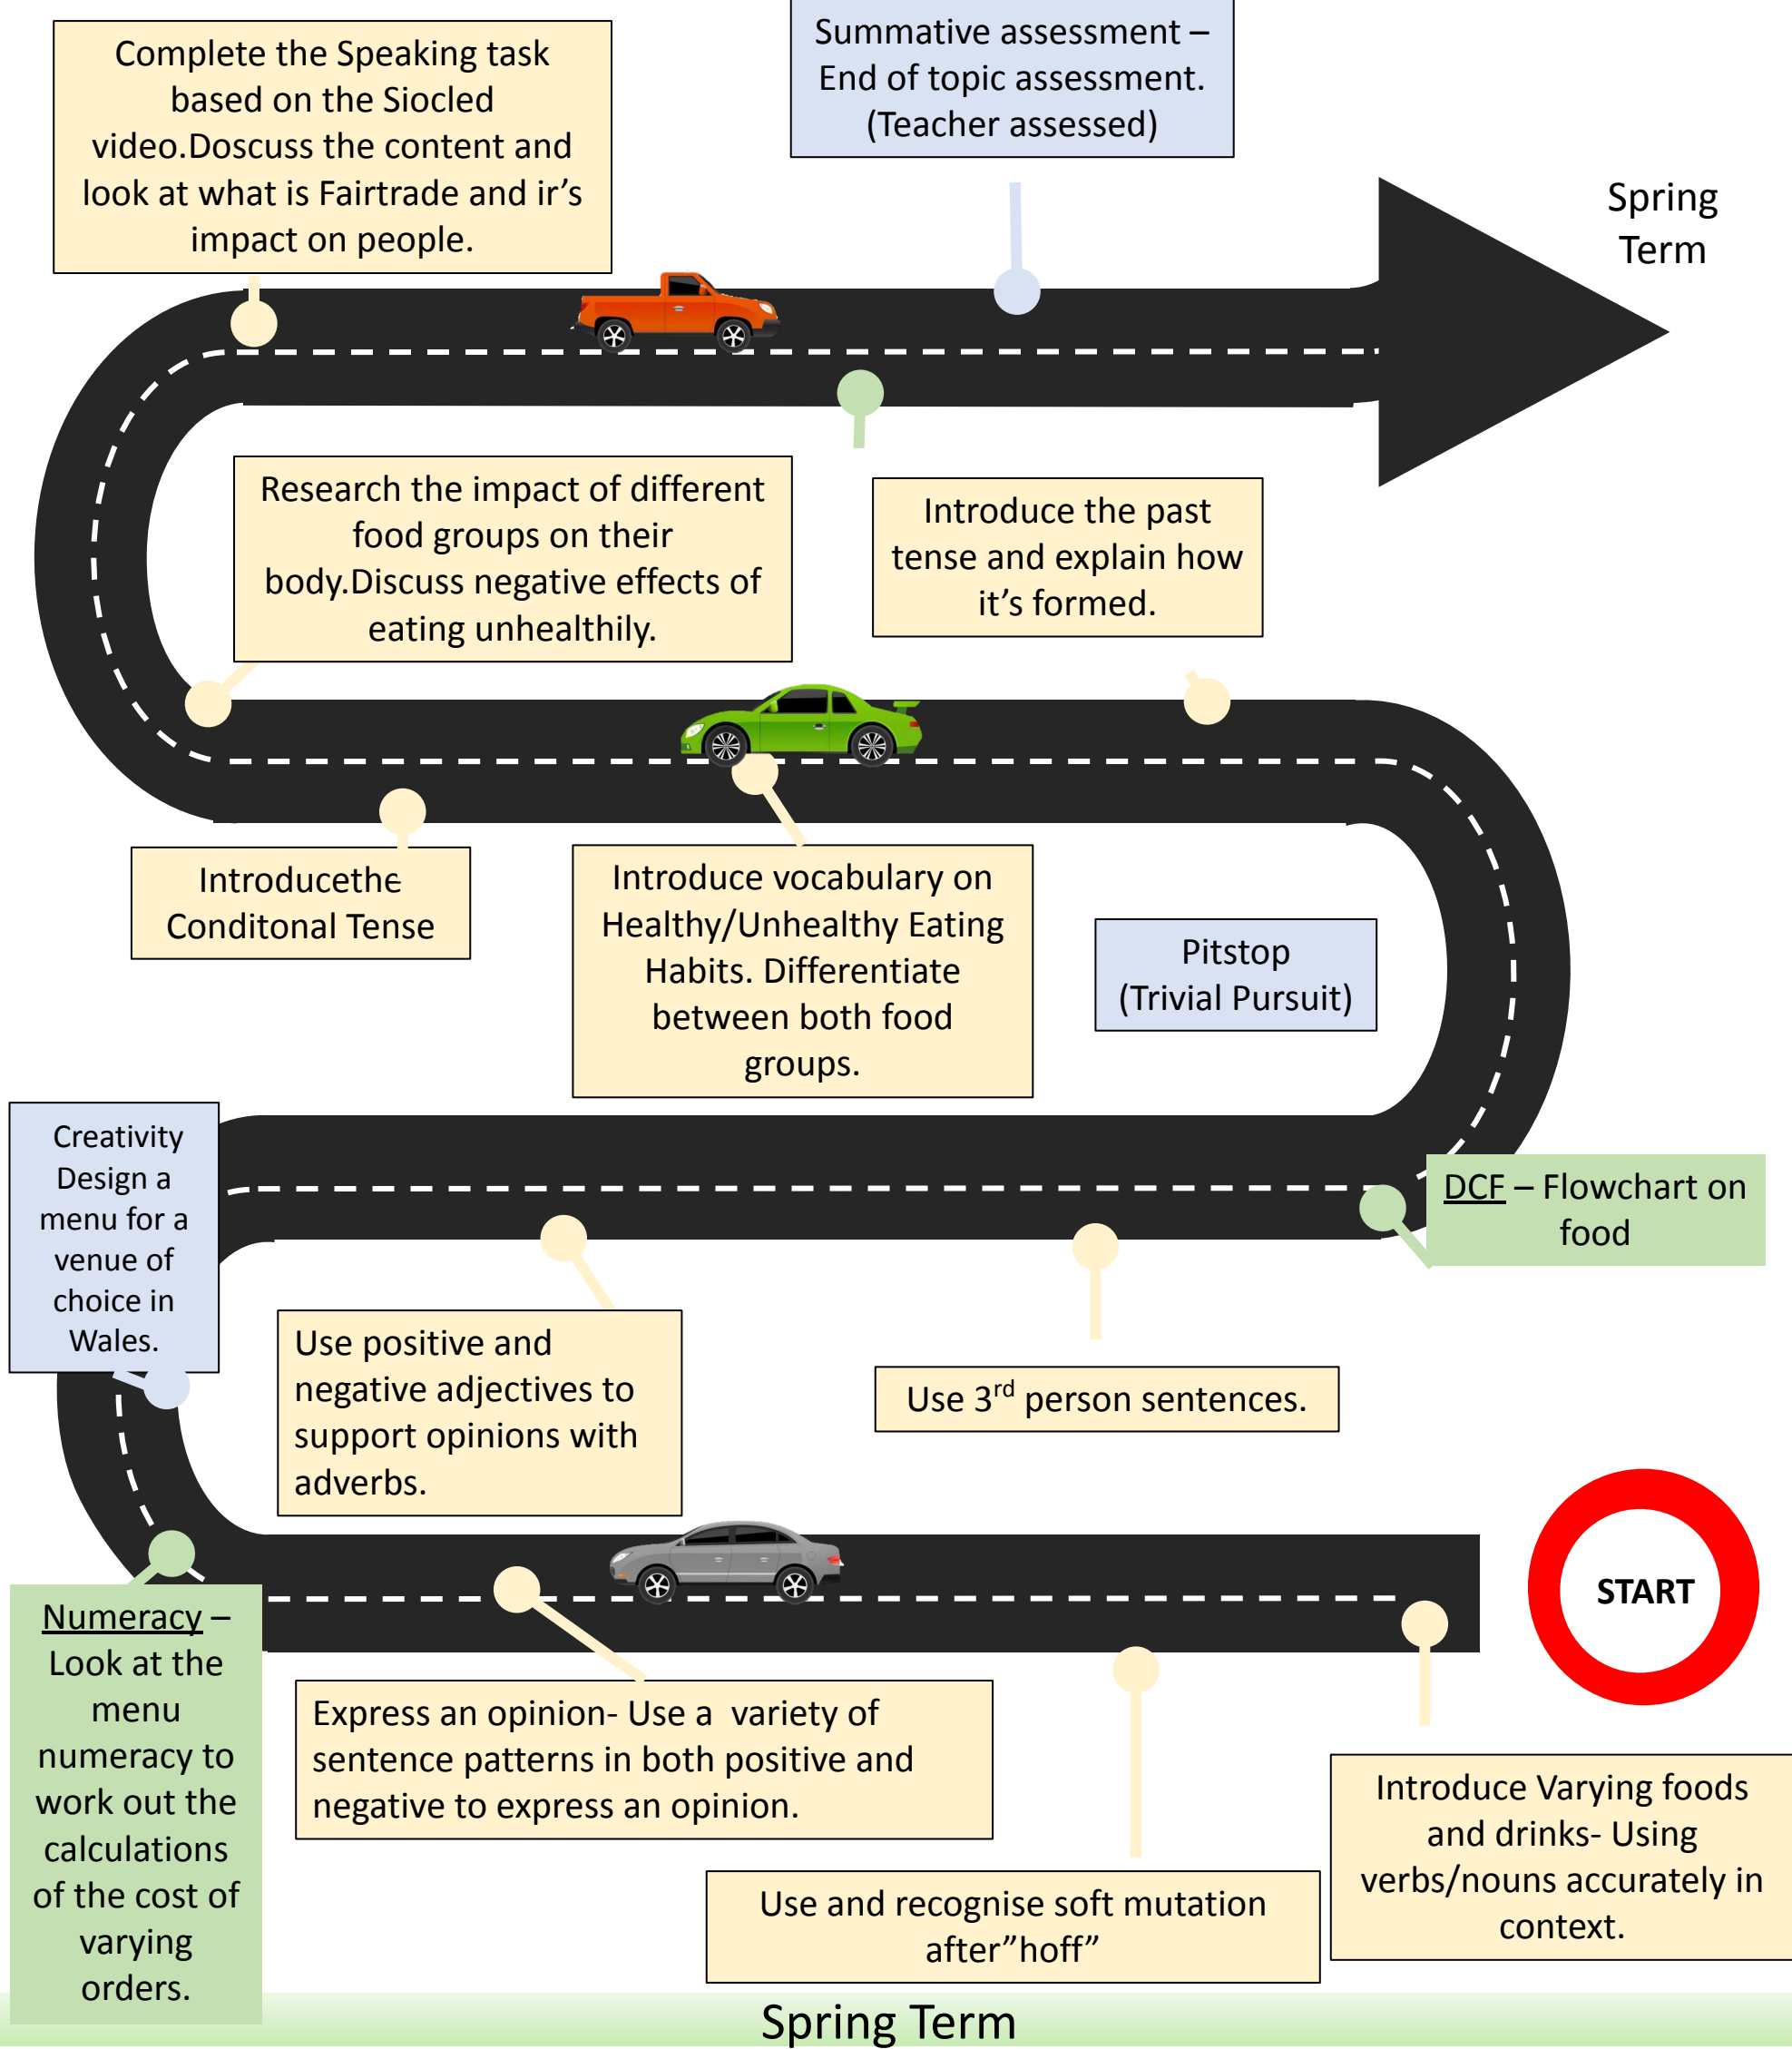 Complete the Speaking task
based on the Siocled
video.Doscuss the content and
look at what is Fairtrade and ir’s
impact on people.
Summative assessment –
End of topic assessment.
(Teacher assessed)
Spring
Term
Research the impact of different
food groups on their
body.Discuss negative effects of
eating unhealthily.
Introduce the past
tense and explain how
it’s formed.
Introducethe
Conditonal Tense
Introduce vocabulary on
Healthy/Unhealthy Eating
Habits. Differentiate
between both food
groups.
Pitstop
(Trivial Pursuit)
Creativity
Design a
menu for a
venue of
choice in
Wales.
DCF – Flowchart on
food
Use positive and
negative adjectives to
support opinions with
adverbs.
Use 3rd person sentences.
START
Numeracy –
Look at the
menu
numeracy to
work out the
calculations
of the cost of
varying
orders.
Express an opinion- Use a  variety of
sentence patterns in both positive and
negative to express an opinion.
Introduce Varying foods
and drinks- Using
verbs/nouns accurately in
context.
Use and recognise soft mutation
after”hoff”
Spring Term